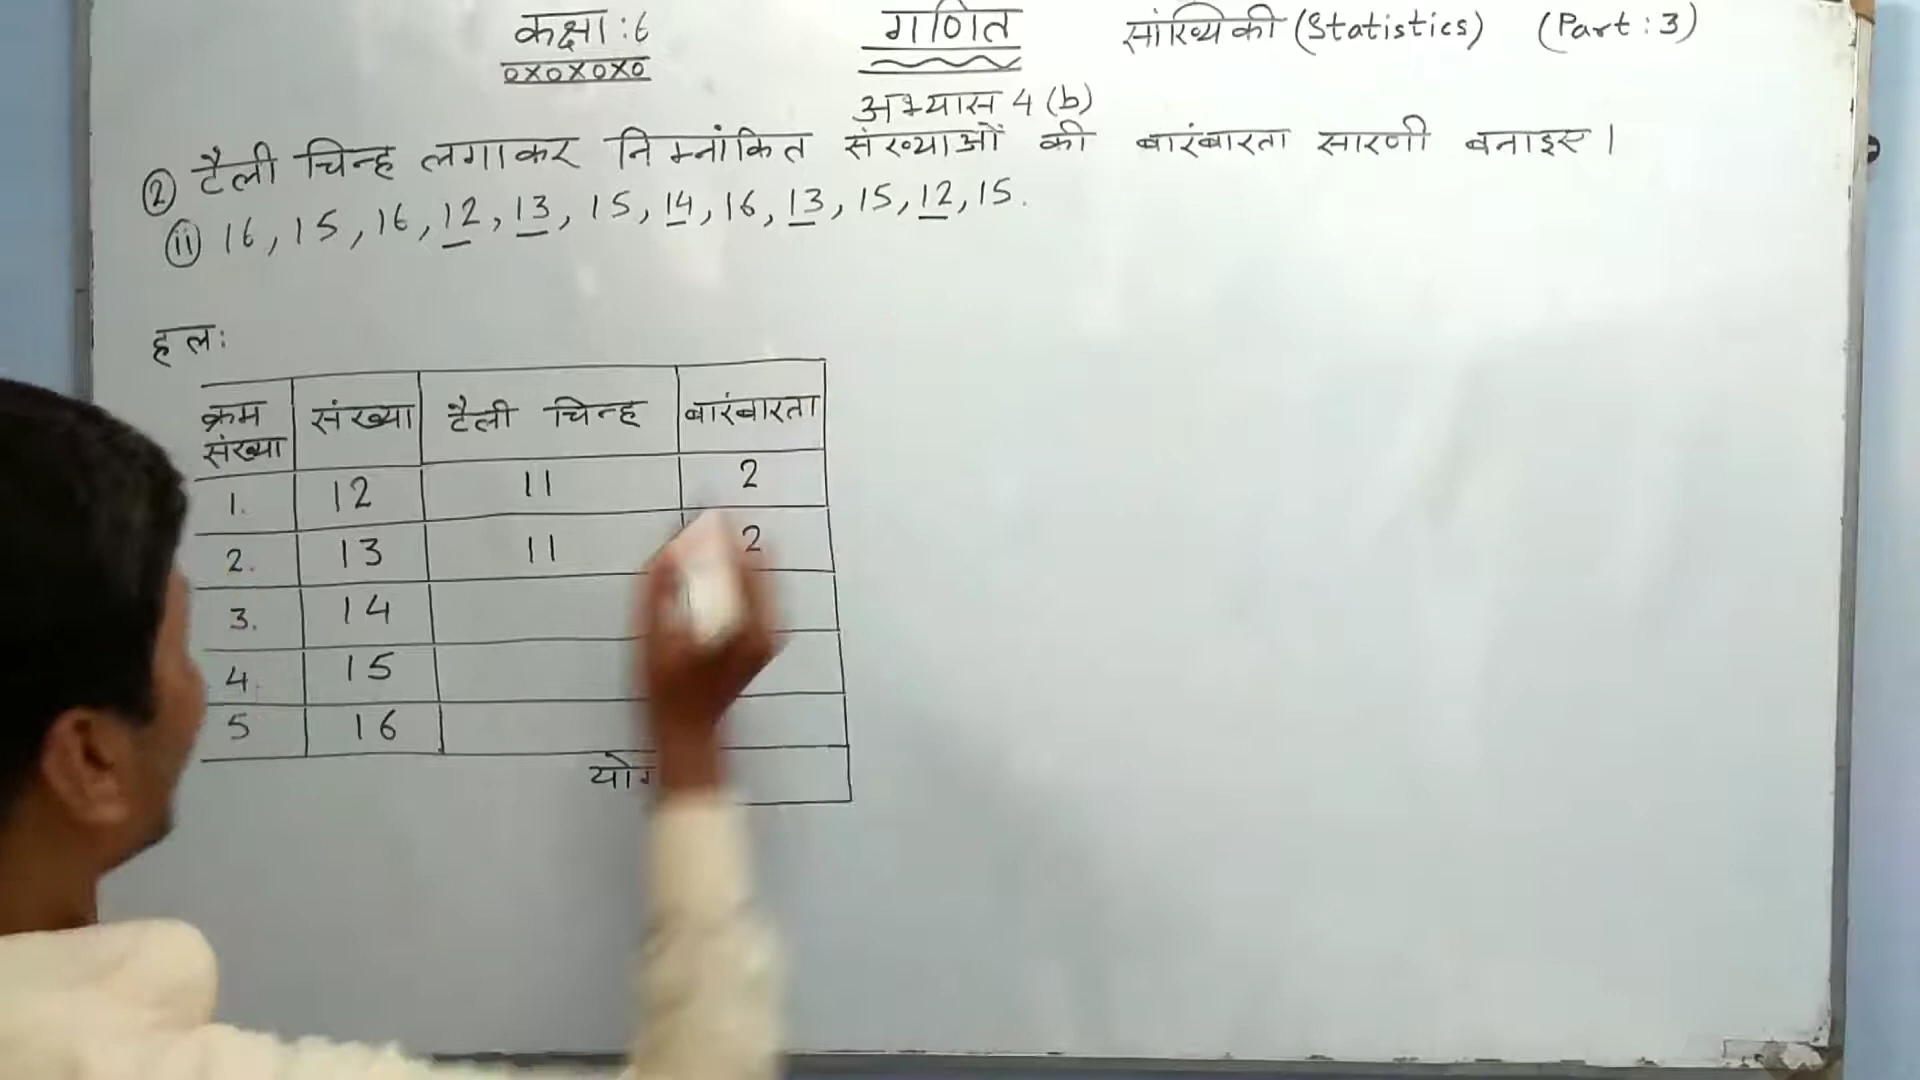 कक्षा : 6 गणित सांख्यिकी (Statistics) (Part : 3)
0x0x0x0
अभ्यास 4 (b)
② टैली चिन्ह लगाकर निम्नांकित संख्याओं की बारंबारता सारणी बनाइए।
(ii) 16, 15, 16, 12, 13, 15, 14, 16, 13, 15, 12, 15.
हल:
क्रम संख्या संख्या टैली चिन्ह बारंबारता
1. 12 11 2
2. 13 11 2
3. 14
4. 15
5 16